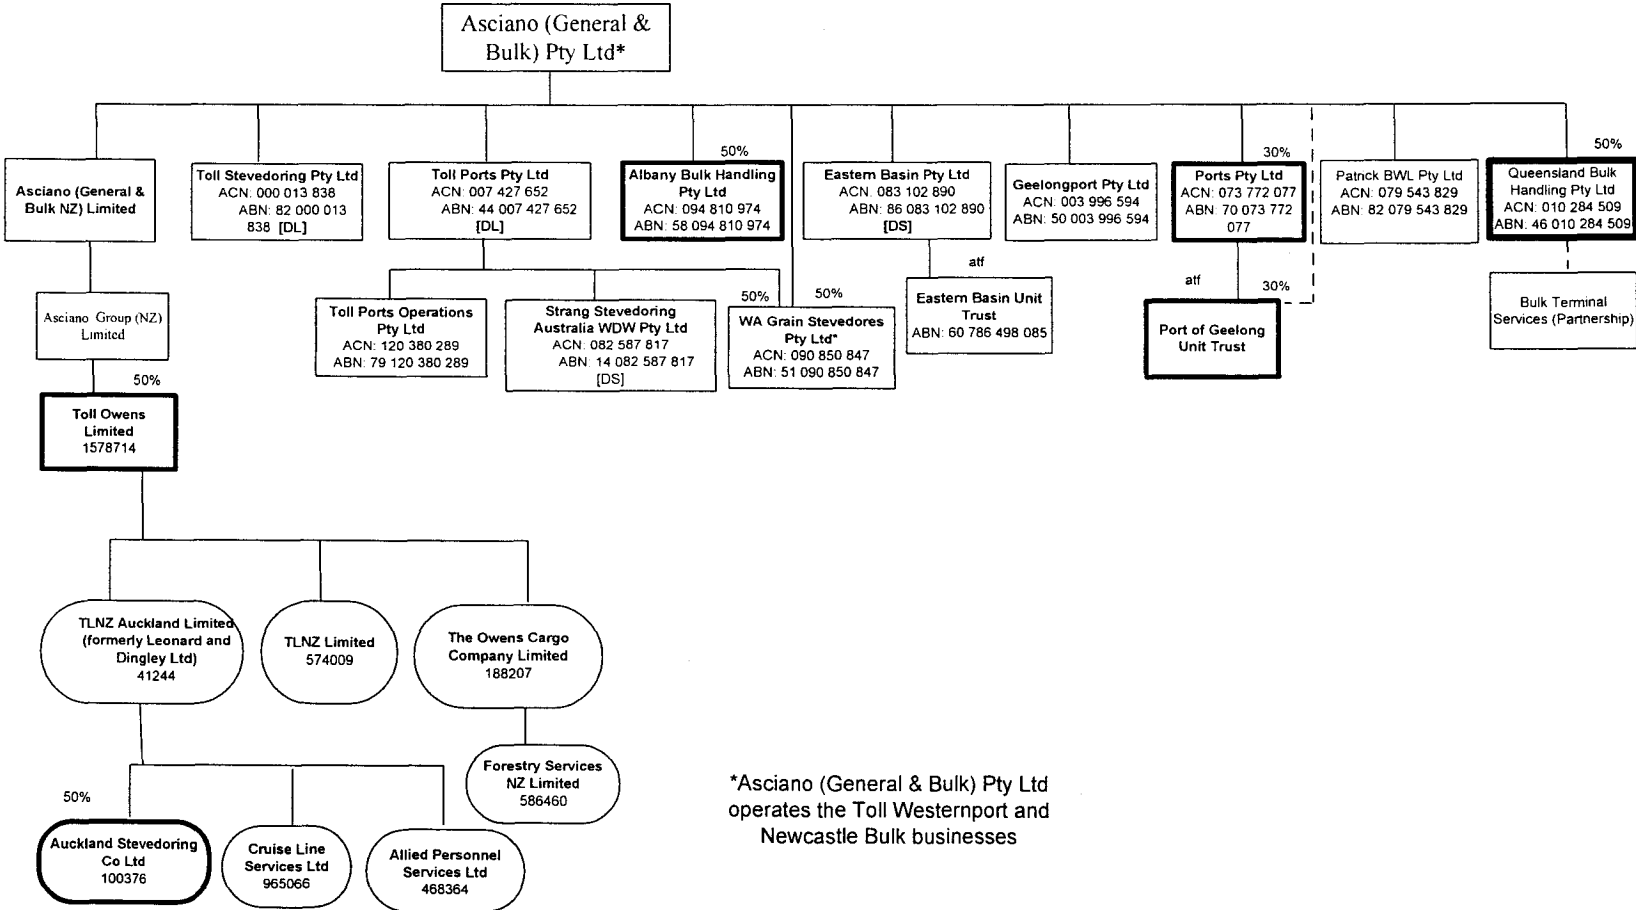 Asciano (General &
Bulk) Pty Ltd*
Asciano (General &
Bulk NZ) Limited
Toll Stevedoring Pty Ltd
ACN: 000 013 838
ABN: 82 000 013
838 [DL]
Toll Ports Pty Ltd
ACN: 007 427 652
ABN: 44 007 427 652
[DL]
50%
Albany Bulk Handling
Pty Ltd
ACN: 094 810 974
ABN: 58 094 810 974
Eastern Basin Pty Ltd
ACN: 083 102 890
ABN: 86 083 102 890
[DS]
Geelongport Pty Ltd
ACN: 003 996 594
ABN: 50 003 996 594
30%
Ports Pty Ltd
ACN: 073 772 077
ABN: 70 073 772
077
Patrick BWL Pty Ltd
ACN: 079 543 829
ABN: 82 079 543 829
50%
Queensland Bulk
Handling Pty Ltd
ACN: 010 284 509
ABN: 46 010 284 509
Asciano Group (NZ)
Limited
Toll Ports Operations
Pty Ltd
ACN: 120 380 289
ABN: 79 120 380 289
Strang Stevedoring
Australia WDW Pty Ltd
ACN: 082 587 817
ABN: 14 082 587 817
[DS]
50%
50%
WA Grain Stevedores
Pty Ltd*
ACN: 090 850 847
ABN: 51 090 850 847
atf
Eastern Basin Unit
Trust
ABN: 60 786 498 085
atf
30%
Port of Geelong
Unit Trust
Bulk Terminal
Services (Partnership)
50%
Toll Owens
Limited
1578714
TLNZ Auckland Limited
(formerly Leonard and
Dingley Ltd)
41244
TLNZ Limited
574009
The Owens Cargo
Company Limited
188207
Forestry Services
NZ Limited
586460
50%
Auckland Stevedoring
Co Ltd
100376
Cruise Line
Services Ltd
965066
Allied Personnel
Services Ltd
468364
*Asciano (General & Bulk) Pty Ltd
operates the Toll Westernport and
Newcastle Bulk businesses